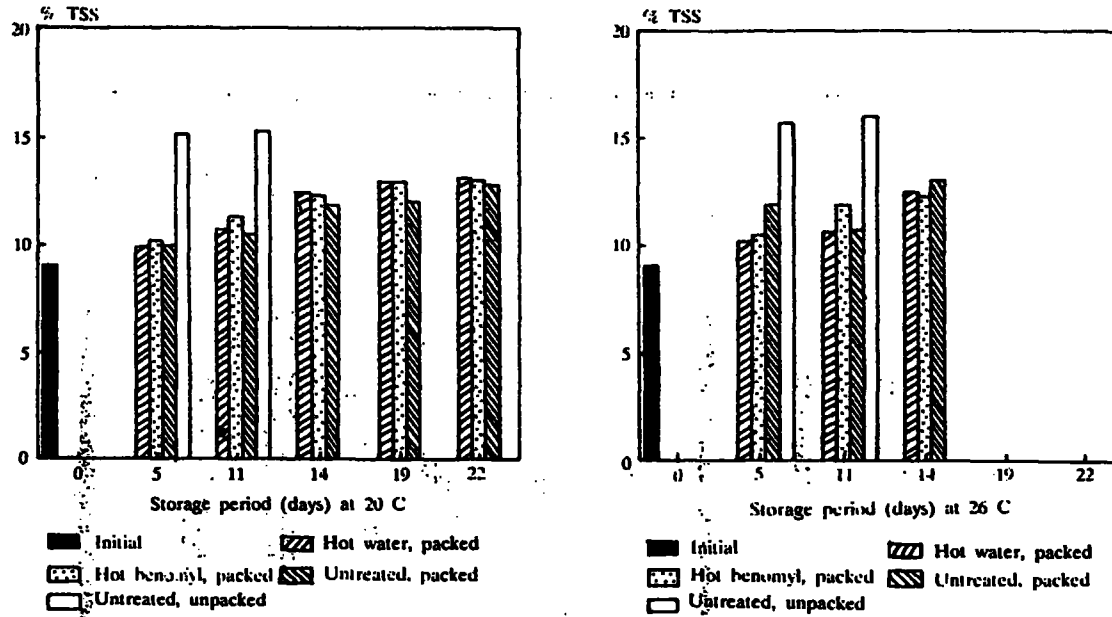 % TSS
20
15
10
5
0
0 5 11 14 19 22
Storage period (days) at 20 C
Initial
Hot water, packed
Hot benomyl, packed
Untreated, packed
Untreated, unpacked
% TSS
20
15
10
5
0
0 5 11 14 19 22
Storage period (days) at 26 C
Initial
Hot water, packed
Hot benomyl, packed
Untreated, packed
Untreated, unpacked